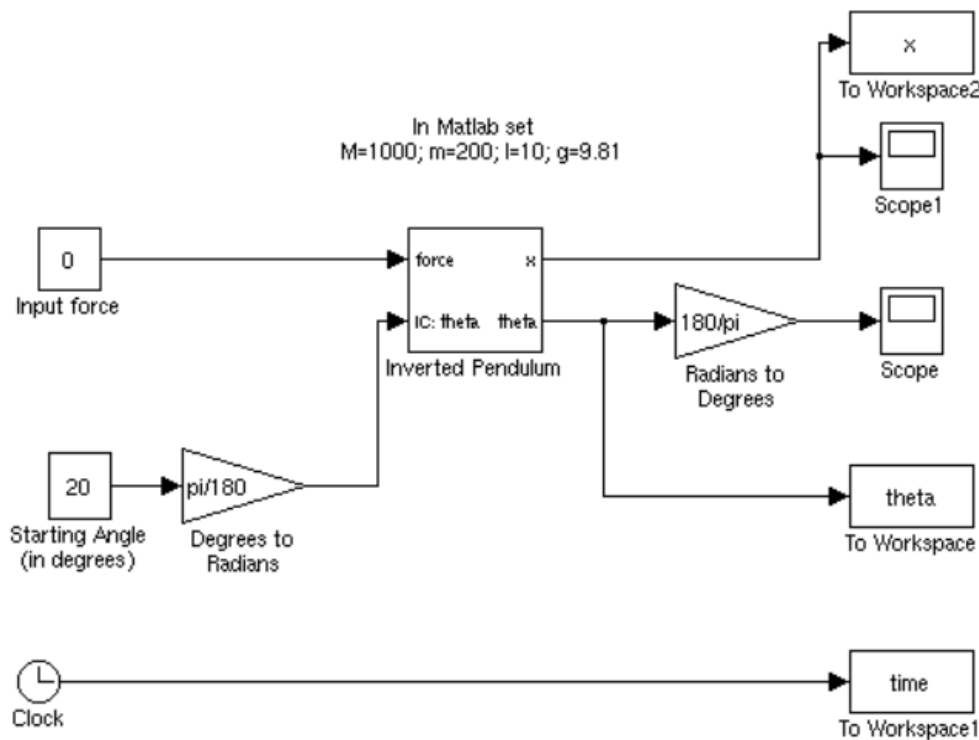 x
To Workspace2
In Matlab set
M=1000; m=200; l=10; g=9.81
Scope1
0
force
x
Input force
IC: theta
theta
180/pi
Inverted Pendulum
Radians to
Degrees
Scope
20
pi/180
theta
Starting Angle
(in degrees)
Degrees to
Radians
To Workspace
time
Clock
To Workspace1